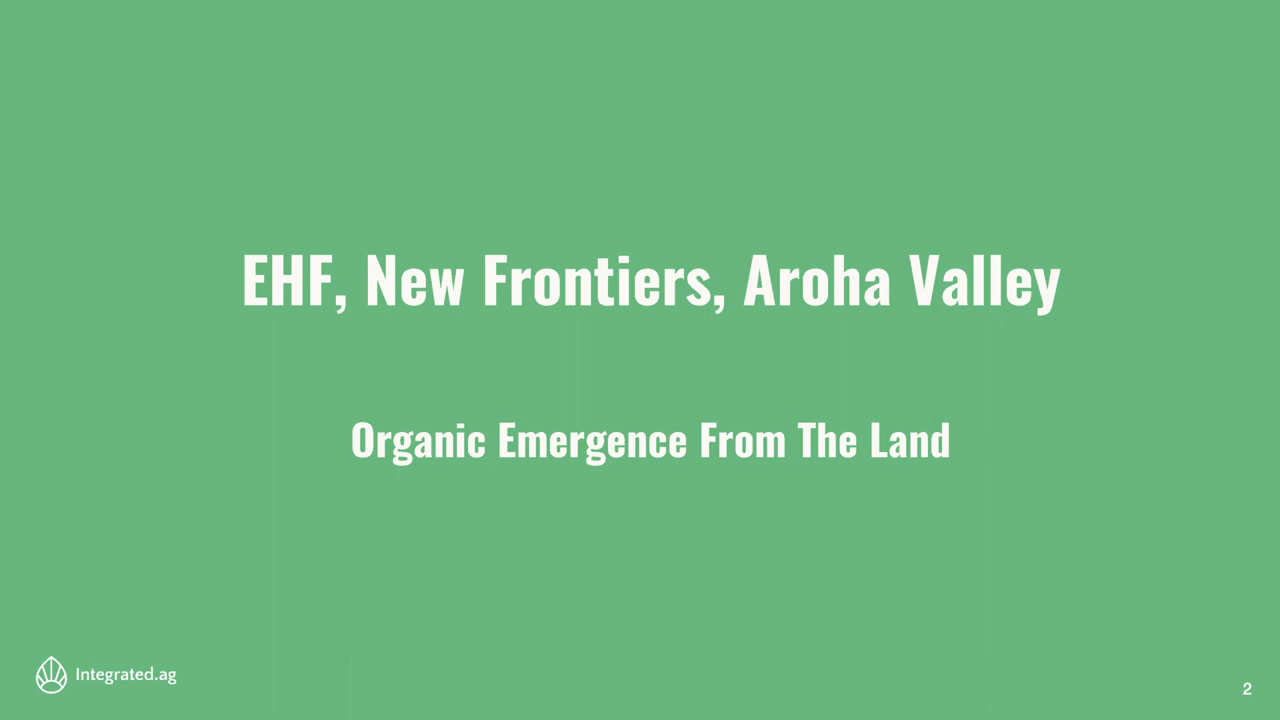 EHF, New Frontiers, Aroha Valley
Organic Emergence From The Land
Integrated.ag
2